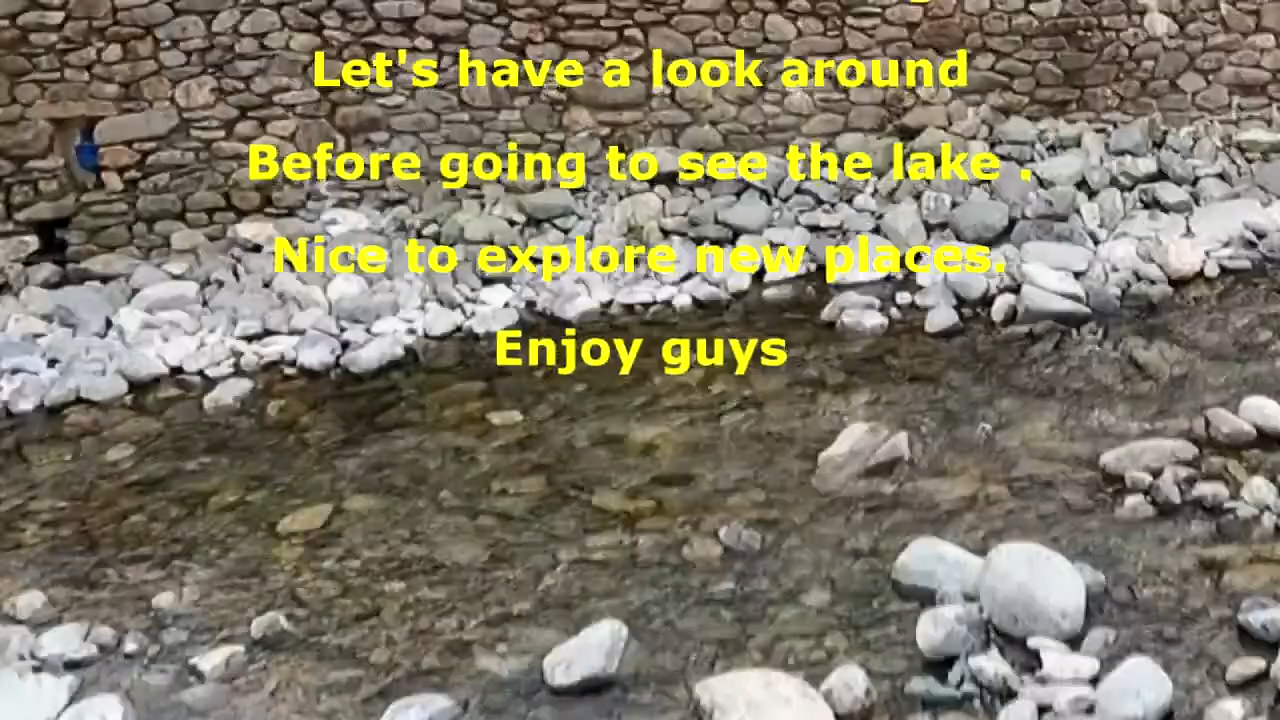 Let's have a look around
Before going to see the lake .
Nice to explore new places.
Enjoy guys